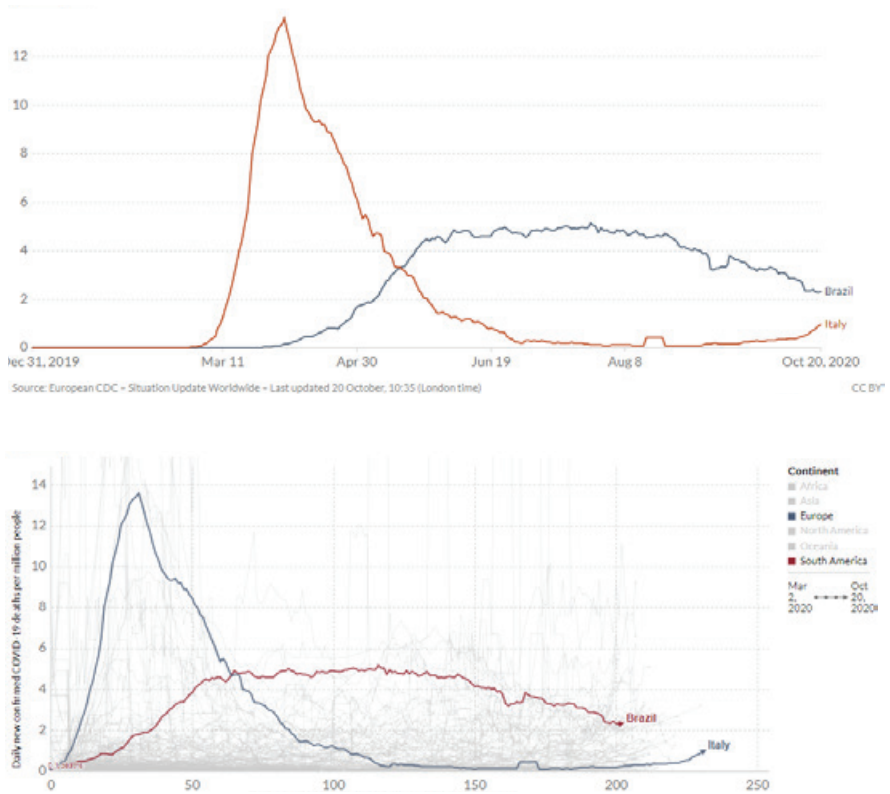 12
10
8
6
4
2
0
Brazil
Italy
ec 31, 2019
Mar 11
Apr 30
Jun 19
Aug 8
Oct 20, 2020
Source: European CDC – Situation Update Worldwide – Last updated 20 October, 10:35 (London time)
CC BY
Daily new confirmed COVID-19 deaths per million people
14
12
10
8
6
4
2
0
Brazil
Italy
0
50
100
150
200
250
Continent
Africa
Asia
Europe
North America
Oceania
South America
Mar
2,
2020
Oct
20,
2020